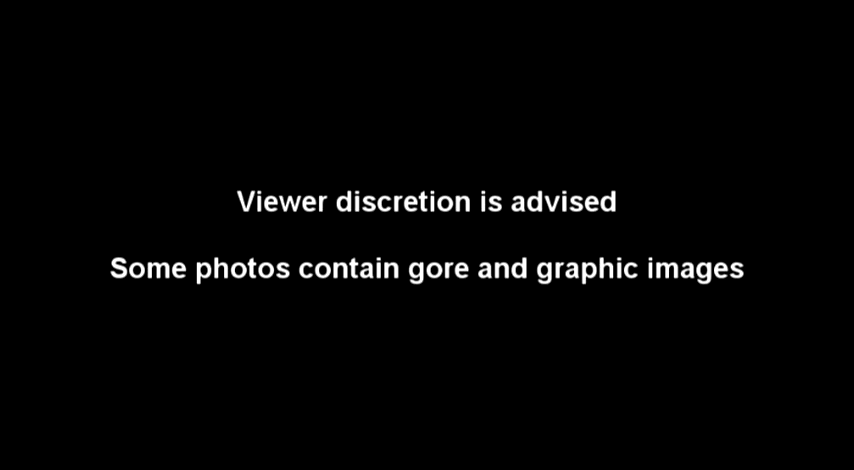 Viewer discretion is advised
Some photos contain gore and graphic images